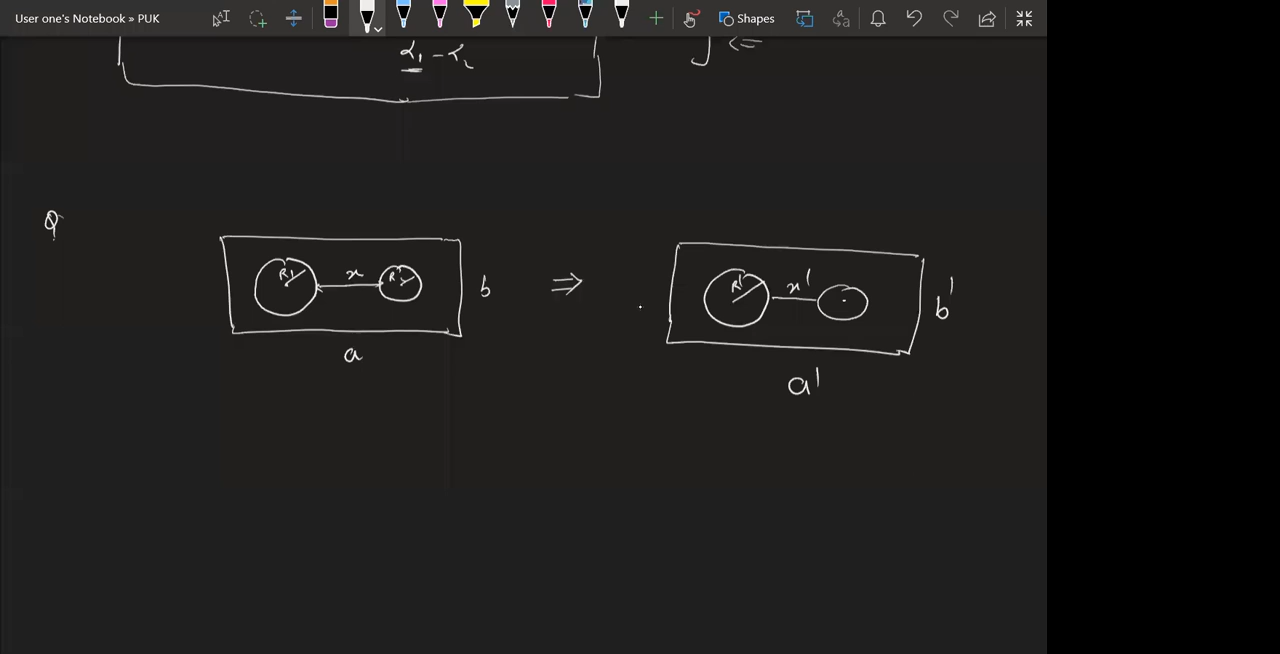 User one's Notebook » PUK
Shapes
α₁ - α₂
Q
R₁ x R₂ b ⇒ R' x' b'
a a'